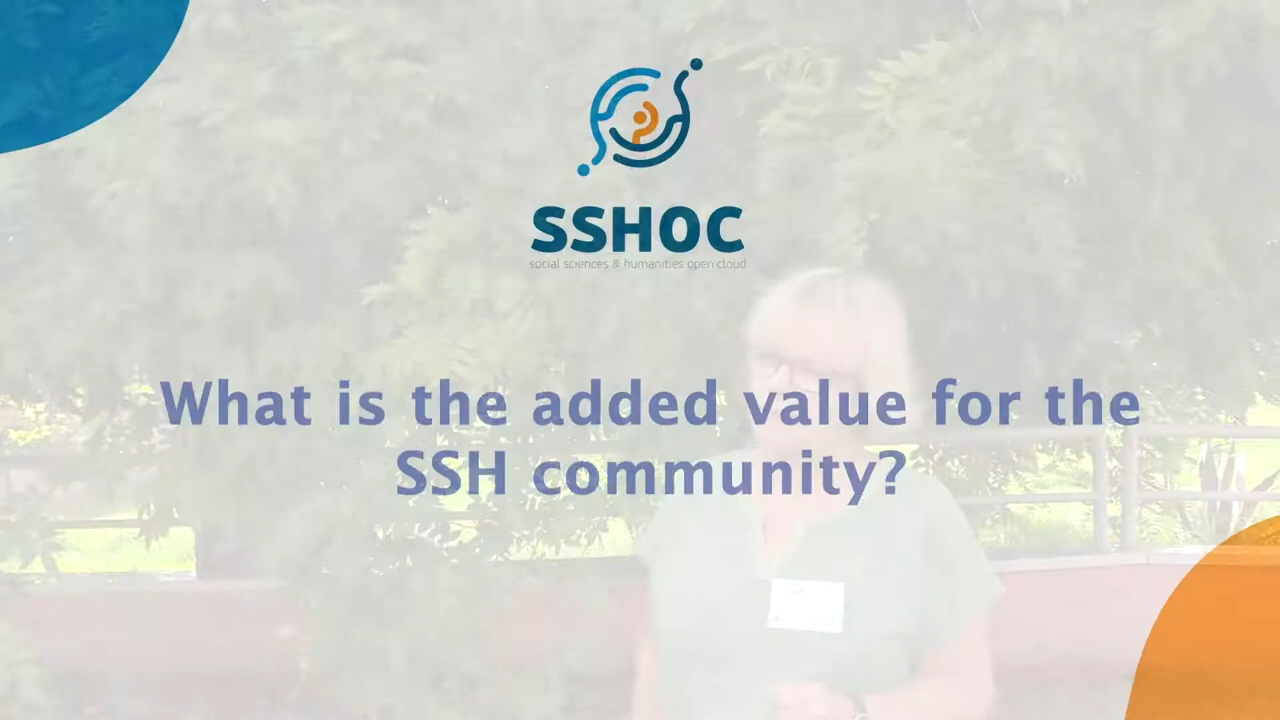 SSHOC
social sciences & humanities open cloud
What is the added value for the
SSH community?